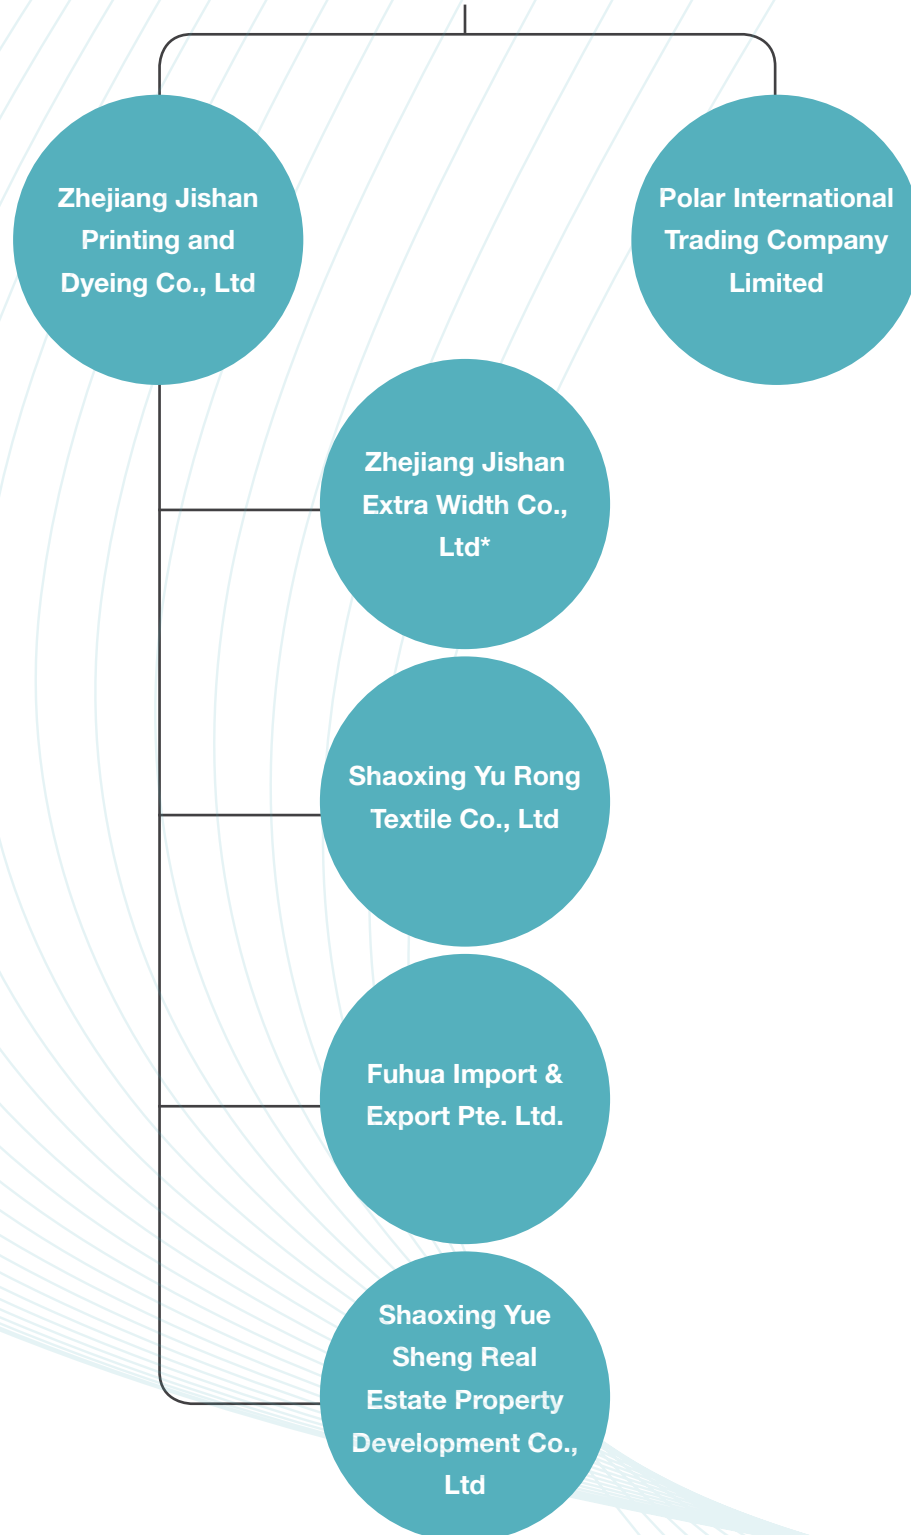 Zhejiang Jishan
Printing and
Dyeing Co., Ltd
Polar International
Trading Company
Limited
Zhejiang Jishan
Extra Width Co.,
Ltd*
Shaoxing Yu Rong
Textile Co., Ltd
Fuhua Import &
Export Pte. Ltd.
Shaoxing Yue
Sheng Real
Estate Property
Development Co.,
Ltd